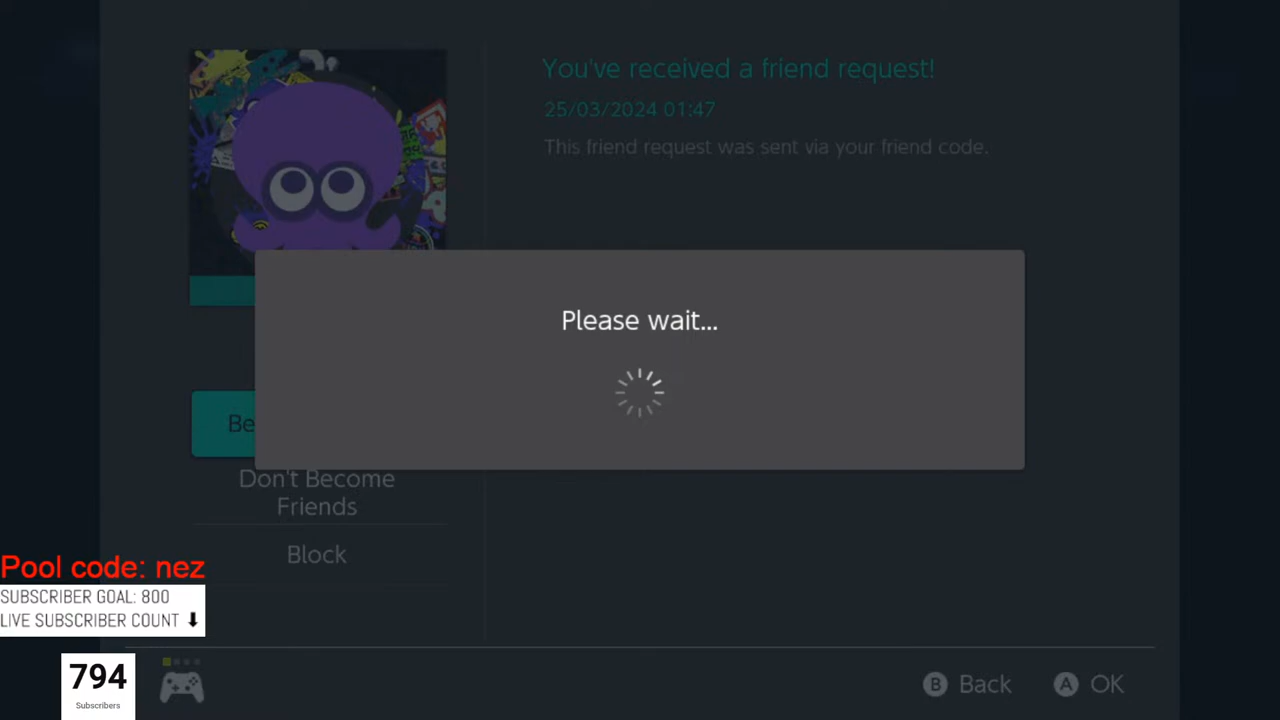 You've received a friend request!
25/03/2024 01:47
This friend request was sent via your friend code.
Please wait...
Be
Don't Become
Friends
Block
Pool code: nez
SUBSCRIBER GOAL: 800
LIVE SUBSCRIBER COUNT ⬇
794
Subscribers
B Back
A OK